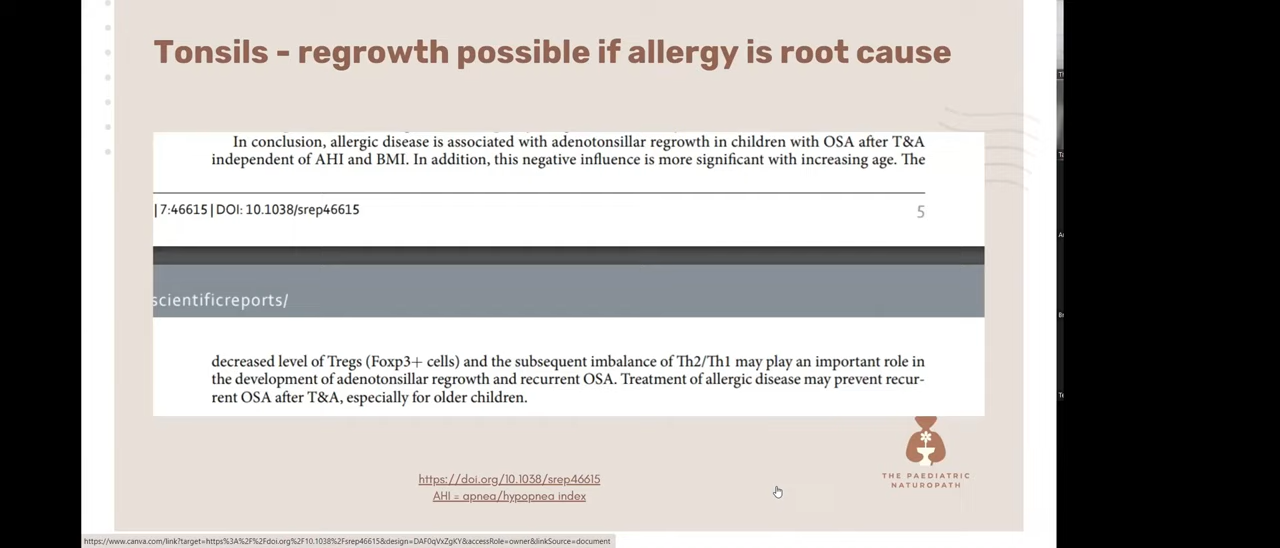 Tonsils - regrowth possible if allergy is root cause
In conclusion, allergic disease is associated with adenotonsillar regrowth in children with OSA after T&A
independent of AHI and BMI. In addition, this negative influence is more significant with increasing age. The
| 7:46615 | DOI: 10.1038/srep46615
5
scientificreports/
decreased level of Tregs (Foxp3+ cells) and the subsequent imbalance of Th2/Th1 may play an important role in
the development of adenotonsillar regrowth and recurrent OSA. Treatment of allergic disease may prevent recur-
rent OSA after T&A, especially for older children.
THE PAEDIATRIC
NATUROPATH
https://doi.org/10.1038/srep46615
AHI = apnea/hypopnea index
https://www.canva.com/link?target=https%3A%2F%2Fdoi.org%2F10.1038%2Fsrep46615&design=DAF0qVxZgKY&accessRole=owner&linkSource=document